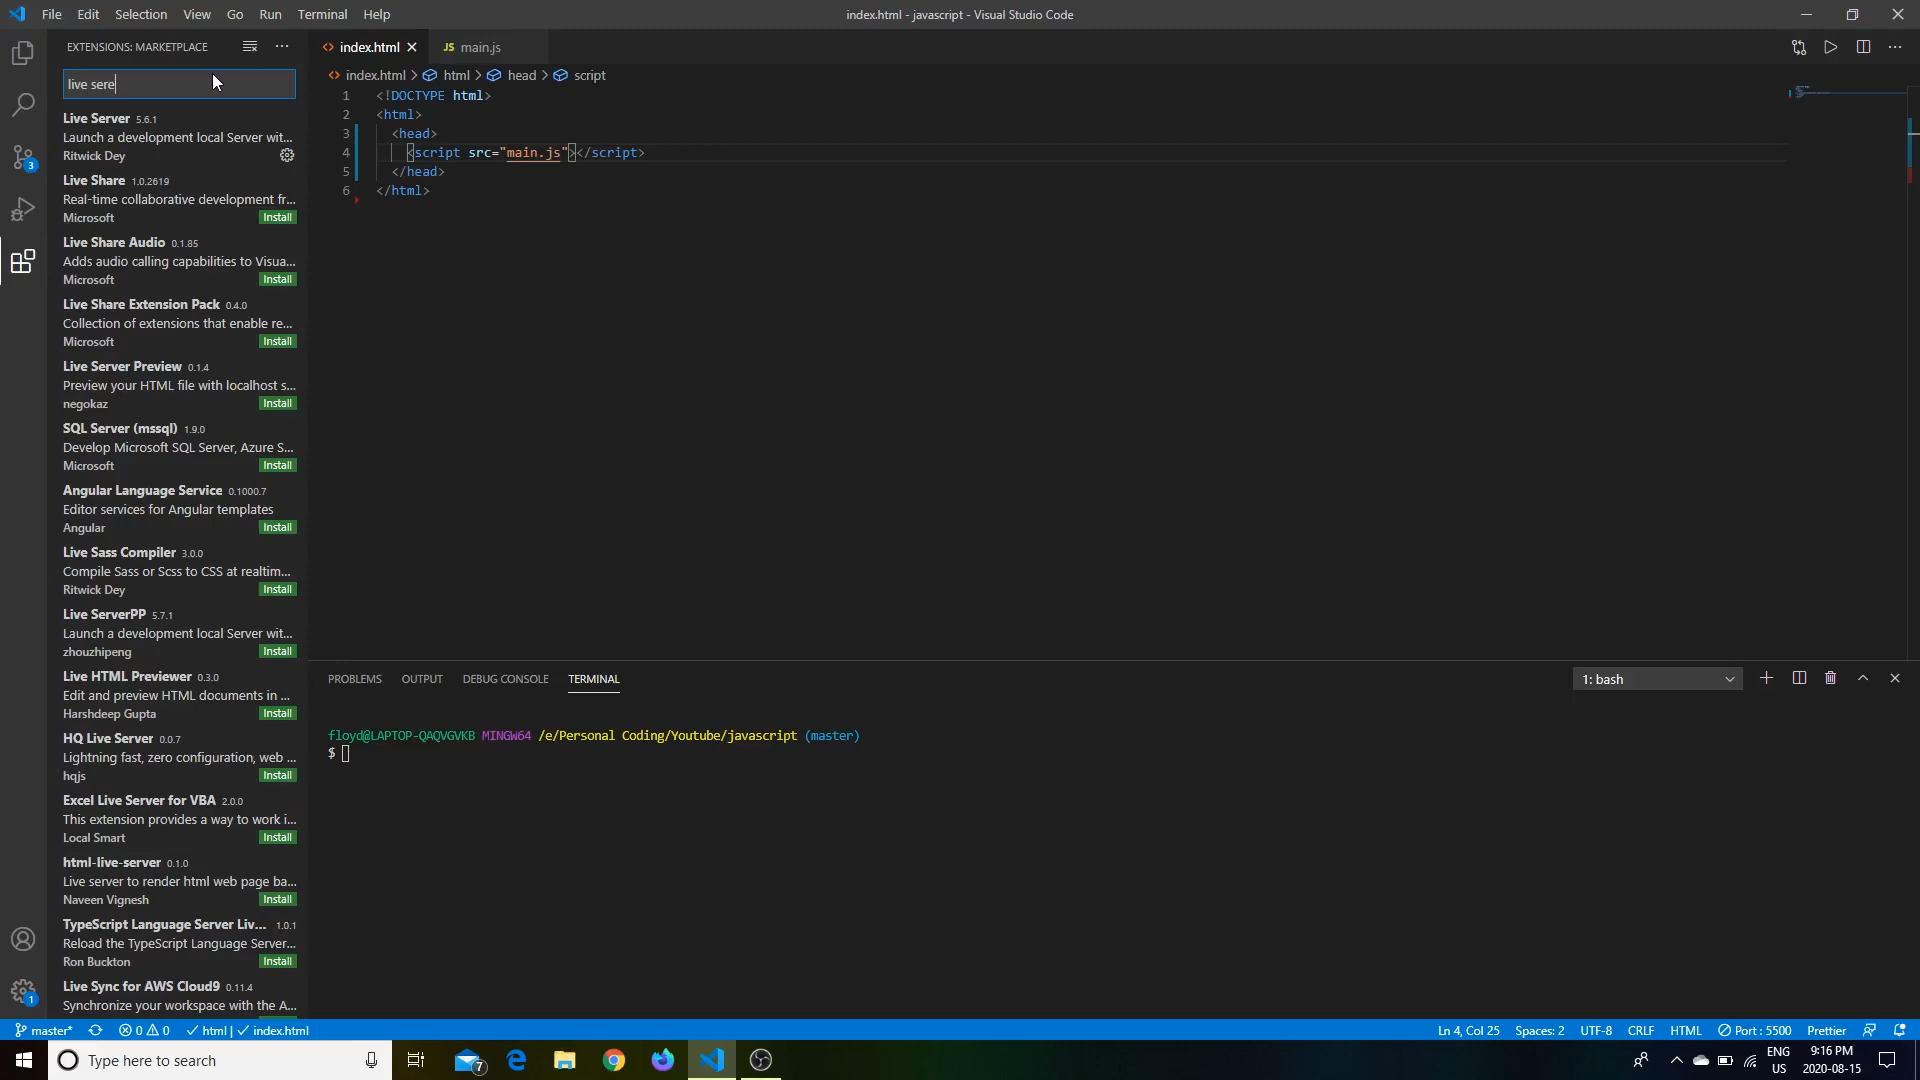 File Edit Selection View Go Run Terminal Help
index.html - javascript - Visual Studio Code
EXTENSIONS: MARKETPLACE
live sere
Live Server 5.6.1
Launch a development local Server wit...
Ritwick Dey
Live Share 1.0.2619
Real-time collaborative development fr...
Microsoft Install
Live Share Audio 0.1.85
Adds audio calling capabilities to Visua...
Microsoft Install
Live Share Extension Pack 0.4.0
Collection of extensions that enable re...
Microsoft Install
Live Server Preview 0.1.4
Preview your HTML file with localhost s...
negokaz Install
SQL Server (mssql) 1.9.0
Develop Microsoft SQL Server, Azure S...
Microsoft Install
Angular Language Service 0.1000.7
Editor services for Angular templates
Angular Install
Live Sass Compiler 3.0.0
Compile Sass or Scss to CSS at realtim...
Ritwick Dey Install
Live ServerPP 5.7.1
Launch a development local Server wit...
zhouzhipeng Install
Live HTML Previewer 0.3.0
Edit and preview HTML documents in ...
Harshdeep Gupta Install
HQ Live Server 0.0.7
Lightning fast, zero configuration, web ...
hqjs Install
Excel Live Server for VBA 2.0.0
This extension provides a way to work i...
Local Smart Install
html-live-server 0.1.0
Live server to render html web page ba...
Naveen Vignesh Install
TypeScript Language Server Liv... 1.0.1
Reload the TypeScript Language Server...
Ron Buckton Install
Live Sync for AWS Cloud9 0.11.4
Synchronize your workspace with the A...
3
1
index.html JS main.js
index.html > html > head > script
1 <!DOCTYPE html>
2 <html>
3 <head>
4 <script src="main.js"></script>
5 </head>
6 </html>
PROBLEMS OUTPUT DEBUG CONSOLE TERMINAL
1: bash
floyd@LAPTOP-QAQVGVKB MINGW64 /e/Personal Coding/Youtube/javascript (master)
$
master* 0 0 html | index.html
Ln 4, Col 25 Spaces: 2 UTF-8 CRLF HTML Port : 5500 Prettier
Type here to search
7
ENG
US
9:16 PM
2020-08-15